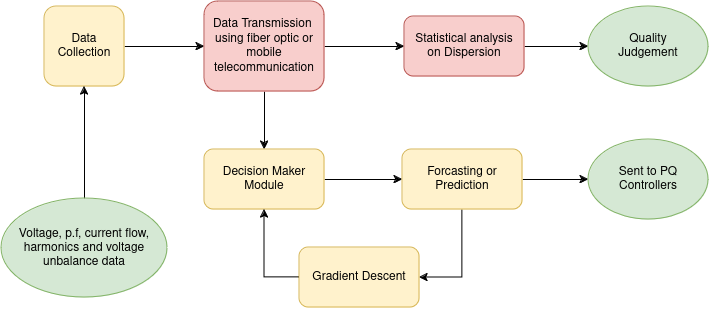 Data
Collection
Data Transmission
using fiber optic or
mobile
telecommunication
Statistical analysis
on Dispersion
Quality
Judgement
Decision Maker
Module
Forcasting or
Prediction
Sent to PQ
Controllers
Voltage, p.f, current flow,
harmonics and voltage
unbalance data
Gradient Descent